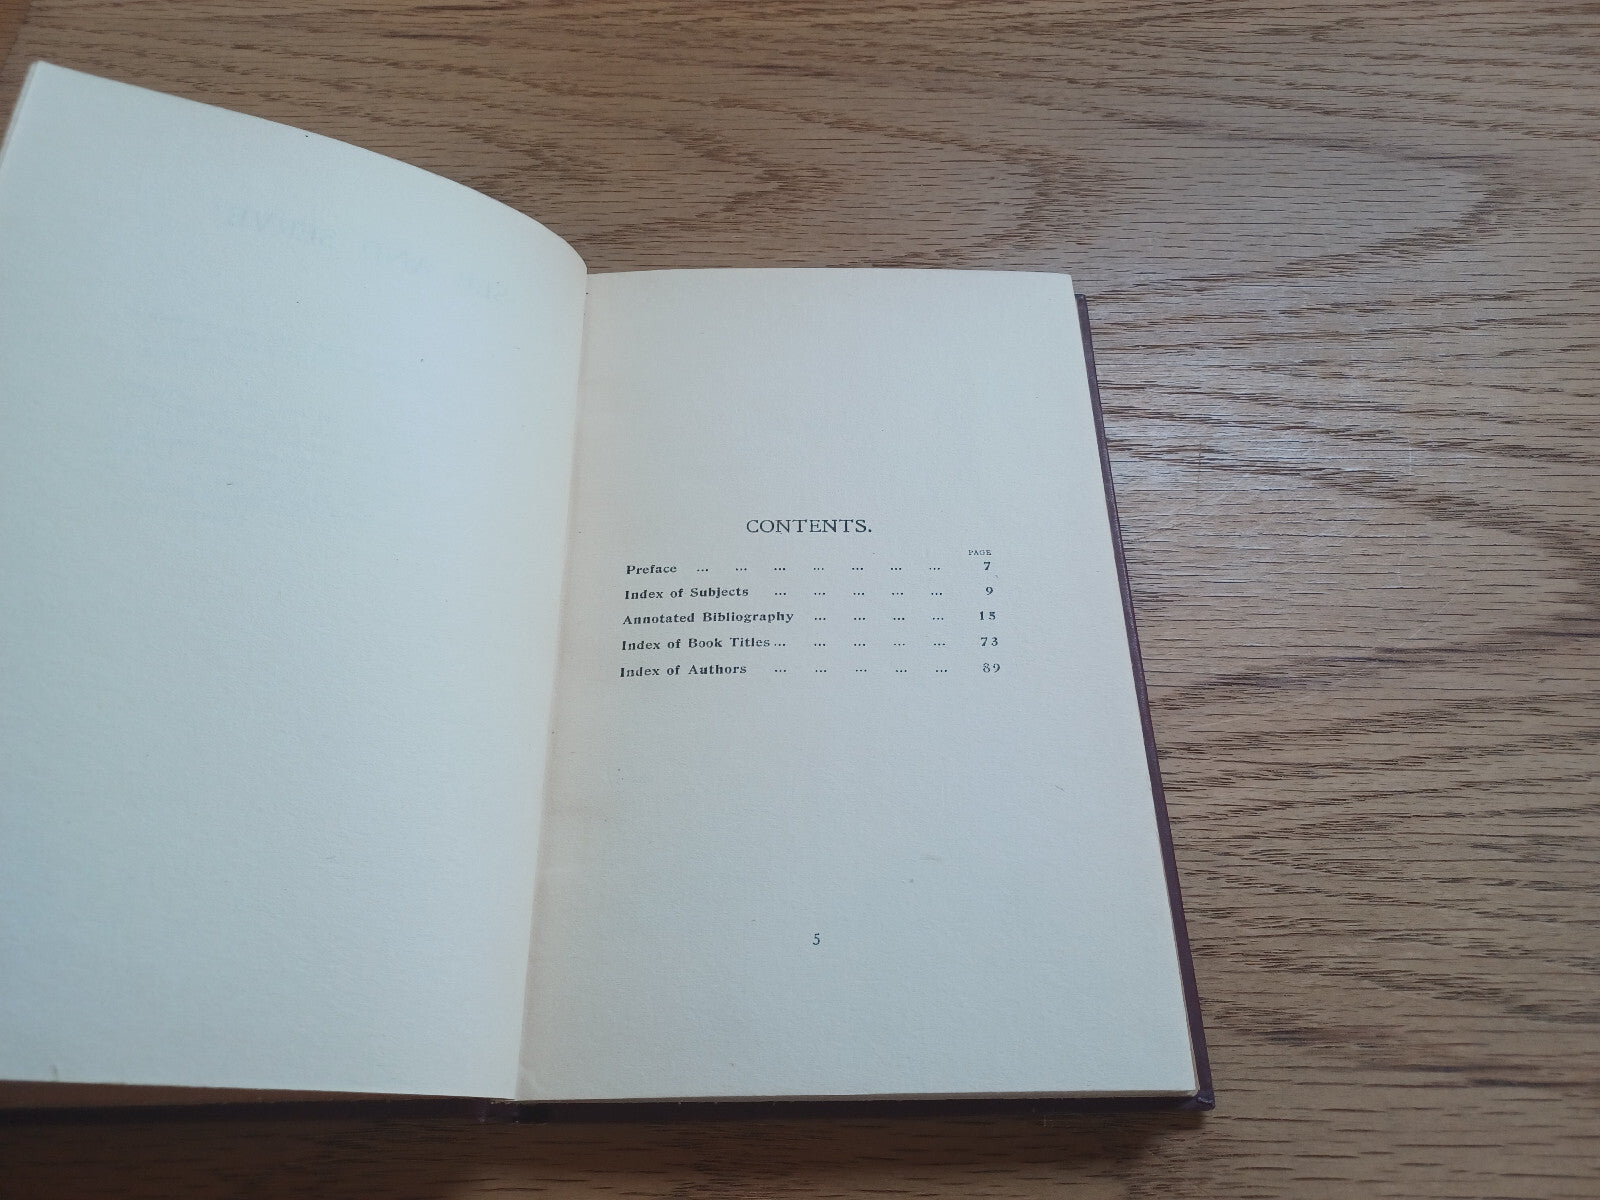 CONTENTS.
PAGE
Preface ... ... ... ... ... ... ... 7
Index of Subjects ... ... ... ... ... 9
Annotated Bibliography ... ... ... ... 15
Index of Book Titles ... ... ... ... ... 73
Index of Authors ... ... ... ... ... 89
5